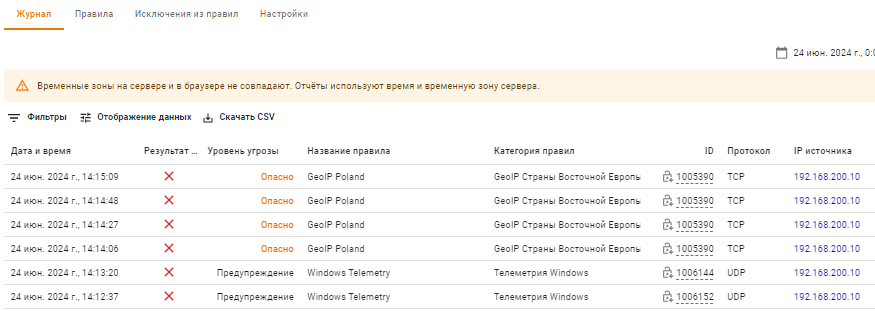 Журнал Правила Исключения из правил Настройки
24 июн. 2024 г., 0:
Временные зоны на сервере и в браузере не совпадают. Отчёты используют время и временную зону сервера.
Фильтры Отображение данных Скачать CSV
Дата и время Результат ... Уровень угрозы Название правила Категория правил ID Протокол IP источника
24 июн. 2024 г., 14:15:09 Опасно GeoIP Poland GeoIP Страны Восточной Европы 1005390 TCP 192.168.200.10
24 июн. 2024 г., 14:14:48 Опасно GeoIP Poland GeoIP Страны Восточной Европы 1005390 TCP 192.168.200.10
24 июн. 2024 г., 14:14:27 Опасно GeoIP Poland GeoIP Страны Восточной Европы 1005390 TCP 192.168.200.10
24 июн. 2024 г., 14:14:06 Опасно GeoIP Poland GeoIP Страны Восточной Европы 1005390 TCP 192.168.200.10
24 июн. 2024 г., 14:13:20 Предупреждение Windows Telemetry Телеметрия Windows 1006144 UDP 192.168.200.10
24 июн. 2024 г., 14:12:37 Предупреждение Windows Telemetry Телеметрия Windows 1006152 UDP 192.168.200.10